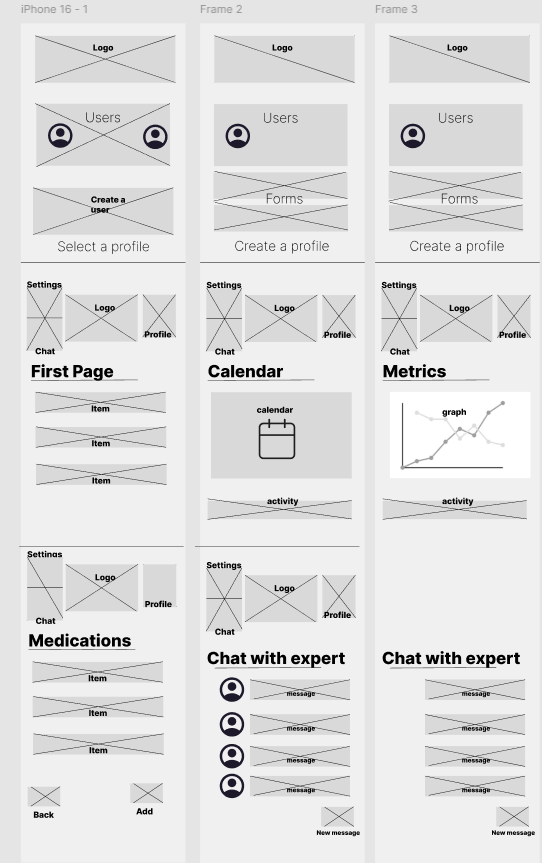 iPhone 16 - 1
Frame 2
Frame 3
Logo
Logo
Logo
Users
Users
Users
Create a
user
Forms
Forms
Select a profile
Create a profile
Create a profile
Settings
Logo
Profile
Chat
Settings
Logo
Profile
Chat
Settings
Logo
Profile
Chat
First Page
Item
Item
Item
Calendar
calendar
activity
Metrics
graph
activity
Settings
Logo
Profile
Chat
Medications
Item
Item
Item
Back
Add
Settings
Logo
Profile
Chat
Chat with expert
message
message
message
message
New message
Chat with expert
message
message
message
message
New message